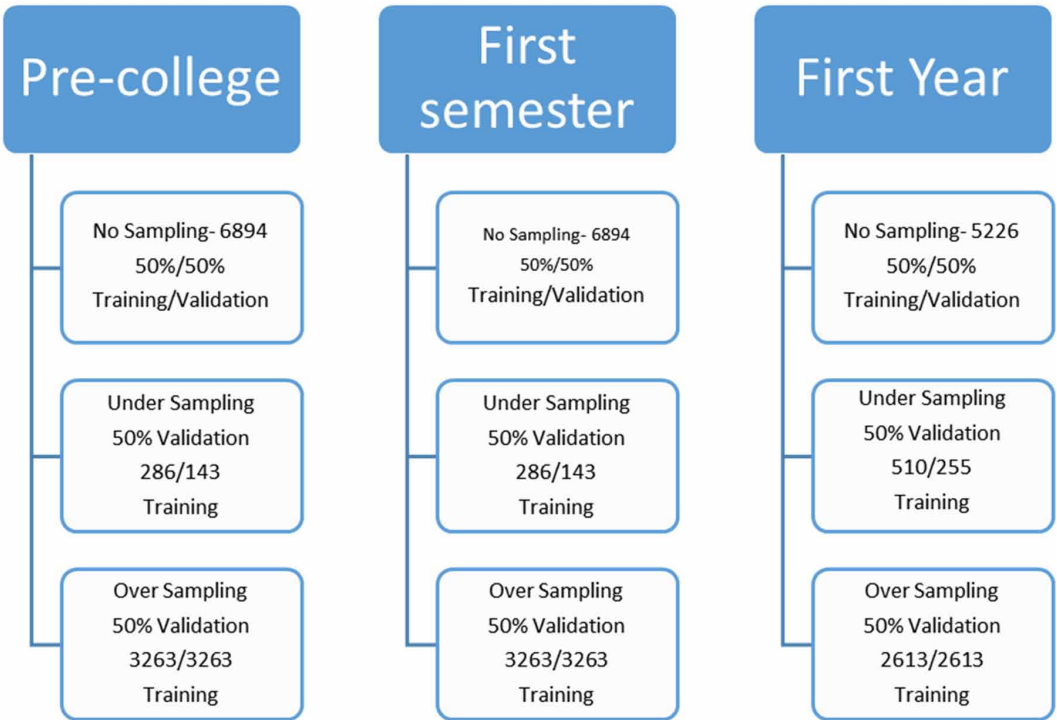 Pre-college
No Sampling- 6894
50%/50%
Training/Validation
Under Sampling
50% Validation
286/143
Training
Over Sampling
50% Validation
3263/3263
Training
First
semester
No Sampling- 6894
50%/50%
Training/Validation
Under Sampling
50% Validation
286/143
Training
Over Sampling
50% Validation
3263/3263
Training
First Year
No Sampling- 5226
50%/50%
Training/Validation
Under Sampling
50% Validation
510/255
Training
Over Sampling
50% Validation
2613/2613
Training